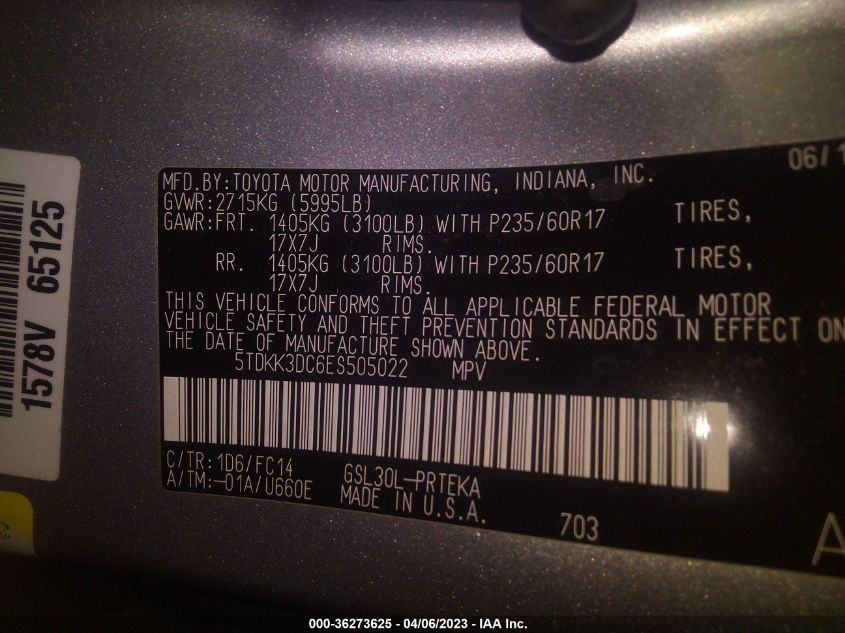 06/1
MFD.BY:TOYOTA MOTOR MANUFACTURING, INDIANA, INC.
GVWR:2715KG (5995LB)
GAWR:FRT. 1405KG (3100LB) WITH P235/60R17 TIRES,
17X7J RIMS.
RR. 1405KG (3100LB) WITH P235/60R17 TIRES,
17X7J RIMS.
THIS VEHICLE CONFORMS TO ALL APPLICABLE FEDERAL MOTOR
VEHICLE SAFETY AND THEFT PREVENTION STANDARDS IN EFFECT ON
THE DATE OF MANUFACTURE SHOWN ABOVE.
5TDKK3DC6ES505022 MPV
C/TR:1D6/FC14 GSL30L-PRTEKA
A/TM:-01A/U660E MADE IN U.S.A.
703
A
1578V 65125
000-36273625 - 04/06/2023 - IAA Inc.